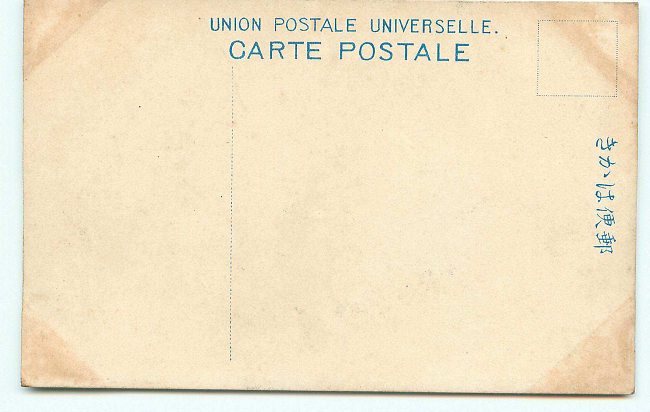 UNION POSTALE UNIVERSELLE.
CARTE POSTALE
きかは便郵